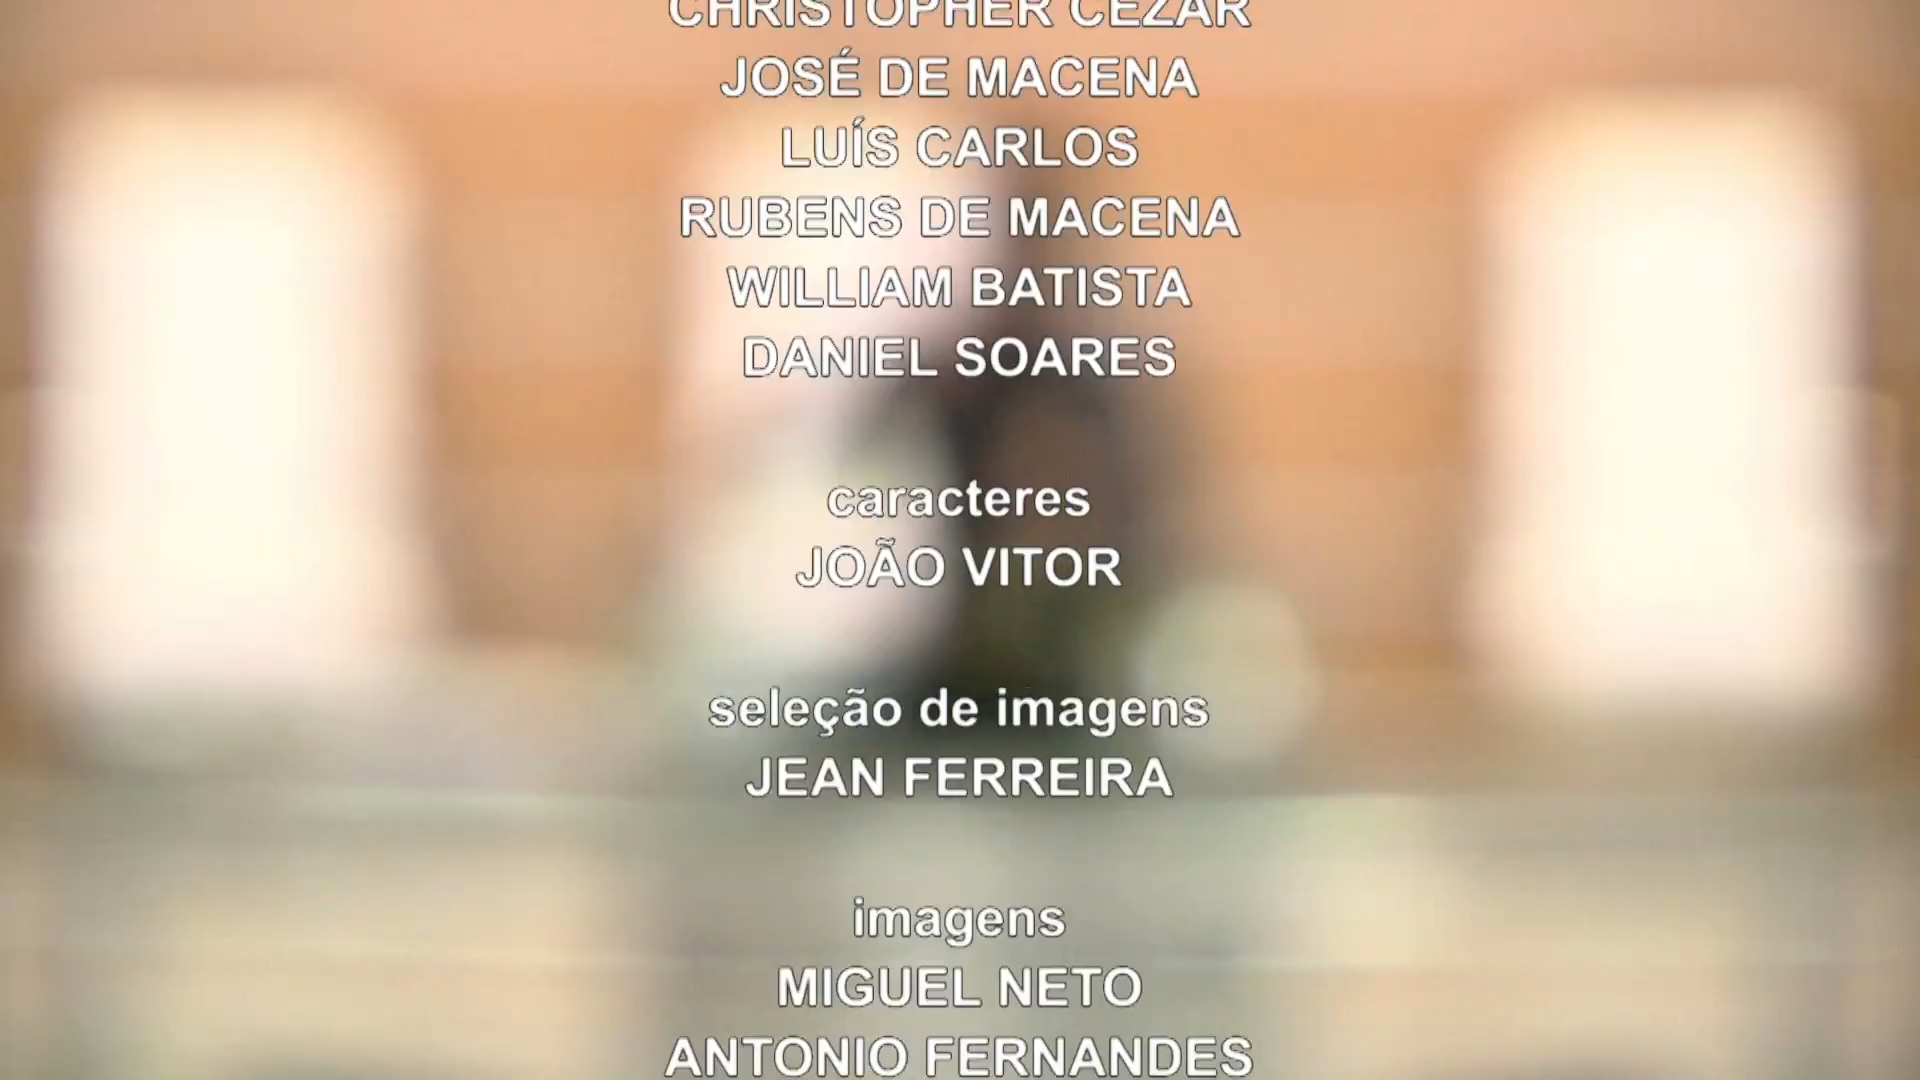 CHRISTOPHER CEZAR
JOSÉ DE MACENA
LUÍS CARLOS
RUBENS DE MACENA
WILLIAM BATISTA
DANIEL SOARES
caracteres
JOÃO VITOR
seleção de imagens
JEAN FERREIRA
imagens
MIGUEL NETO
ANTONIO FERNANDES